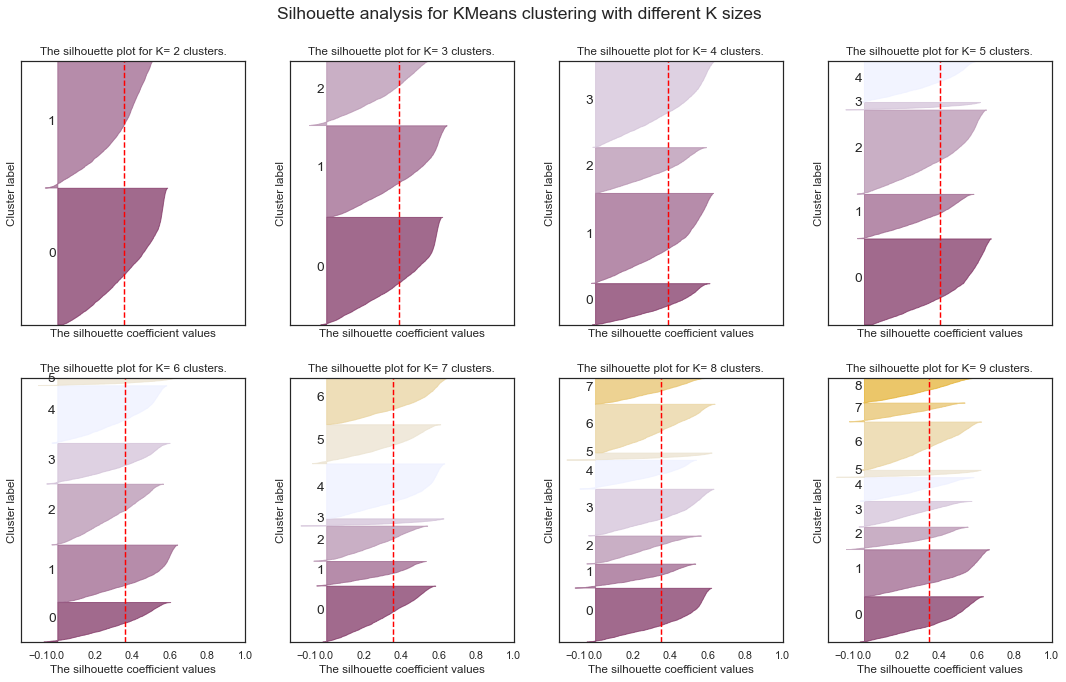 Silhouette analysis for KMeans clustering with different K sizes
The silhouette plot for K= 2 clusters.
1
0
Cluster label
The silhouette coefficient values
The silhouette plot for K= 3 clusters.
2
1
0
Cluster label
The silhouette coefficient values
The silhouette plot for K= 4 clusters.
3
2
1
0
Cluster label
The silhouette coefficient values
The silhouette plot for K= 5 clusters.
4
3
2
1
0
Cluster label
The silhouette coefficient values
The silhouette plot for K= 6 clusters.
5
4
3
2
1
0
Cluster label
−0.1 0.0 0.2 0.4 0.6 0.8 1.0
The silhouette coefficient values
The silhouette plot for K= 7 clusters.
6
5
4
3
2
1
0
Cluster label
−0.1 0.0 0.2 0.4 0.6 0.8 1.0
The silhouette coefficient values
The silhouette plot for K= 8 clusters.
7
6
5
4
3
2
1
0
Cluster label
−0.1 0.0 0.2 0.4 0.6 0.8 1.0
The silhouette coefficient values
The silhouette plot for K= 9 clusters.
8
7
6
5
4
3
2
1
0
Cluster label
−0.1 0.0 0.2 0.4 0.6 0.8 1.0
The silhouette coefficient values